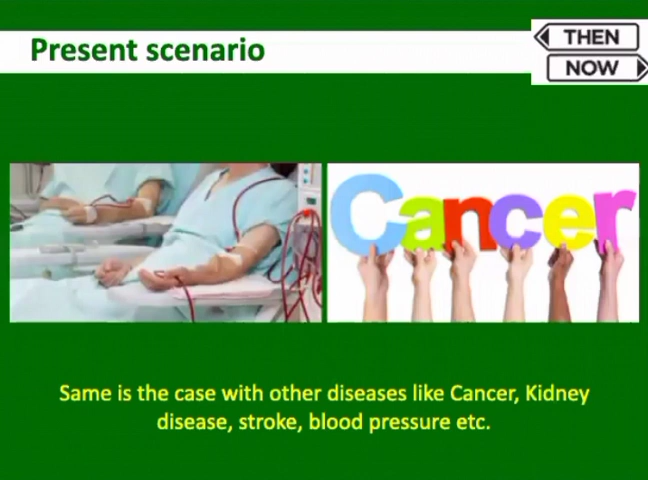 Present scenario
THEN
NOW
Cancer
Same is the case with other diseases like Cancer, Kidney
disease, stroke, blood pressure etc.